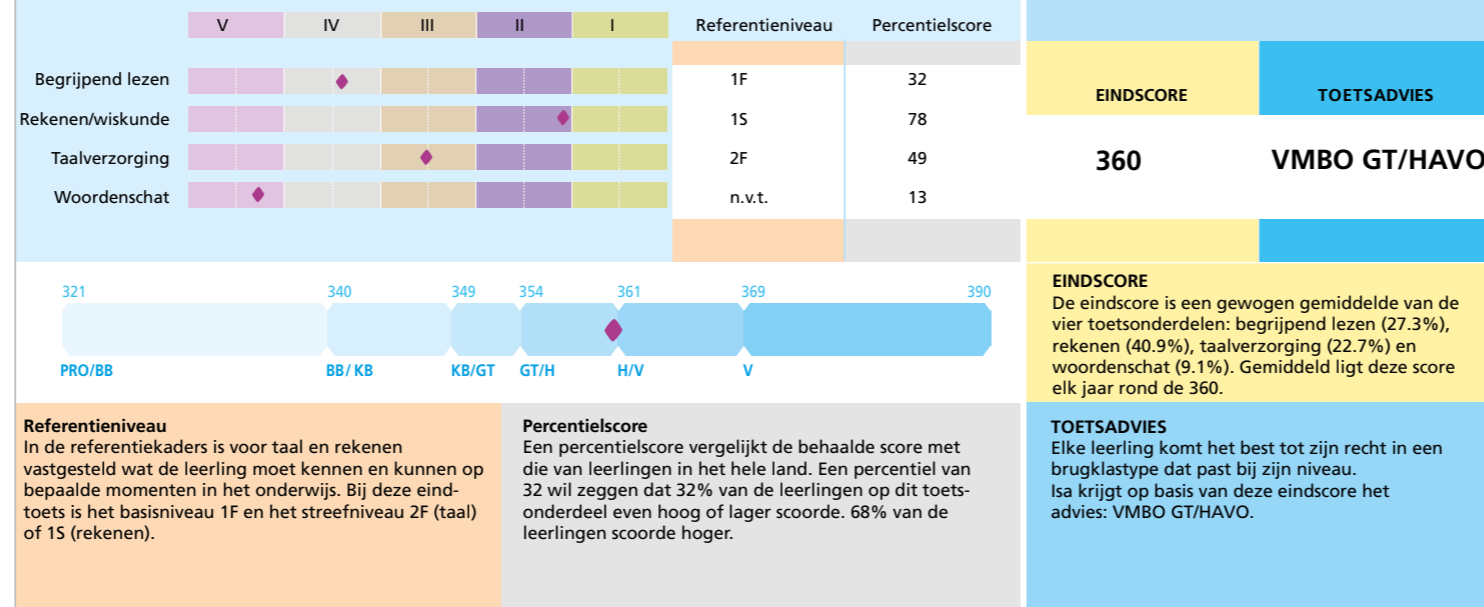 V IV III II I Referentieniveau Percentielscore
Begrijpend lezen 1F 32
Rekenen/wiskunde 1S 78
Taalverzorging 2F 49
Woordenschat n.v.t. 13
EINDSCORE TOETSADVIES
360 VMBO GT/HAVO
321 340 349 354 361 369 390
PRO/BB BB/ KB KB/GT GT/H H/V V
EINDSCORE
De eindscore is een gewogen gemiddelde van de
vier toetsonderdelen: begrijpend lezen (27.3%),
rekenen (40.9%), taalverzorging (22.7%) en
woordenschat (9.1%). Gemiddeld ligt deze score
elk jaar rond de 360.
Referentieniveau
In de referentiekaders is voor taal en rekenen
vastgesteld wat de leerling moet kennen en kunnen op
bepaalde momenten in het onderwijs. Bij deze eind-
toets is het basisniveau 1F en het streefniveau 2F (taal)
of 1S (rekenen).
Percentielscore
Een percentielscore vergelijkt de behaalde score met
die van leerlingen in het hele land. Een percentiel van
32 wil zeggen dat 32% van de leerlingen op dit toets-
onderdeel even hoog of lager scoorde. 68% van de
leerlingen scoorde hoger.
TOETSADVIES
Elke leerling komt het best tot zijn recht in een
brugklastype dat past bij zijn niveau.
Isa krijgt op basis van deze eindscore het
advies: VMBO GT/HAVO.